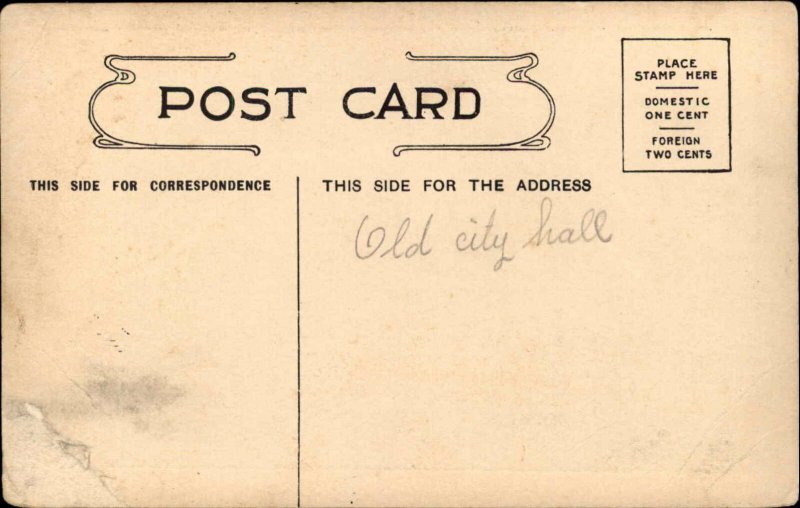 POST CARD
PLACE
STAMP HERE
DOMESTIC
ONE CENT
FOREIGN
TWO CENTS
THIS SIDE FOR CORRESPONDENCE
THIS SIDE FOR THE ADDRESS
Old city hall